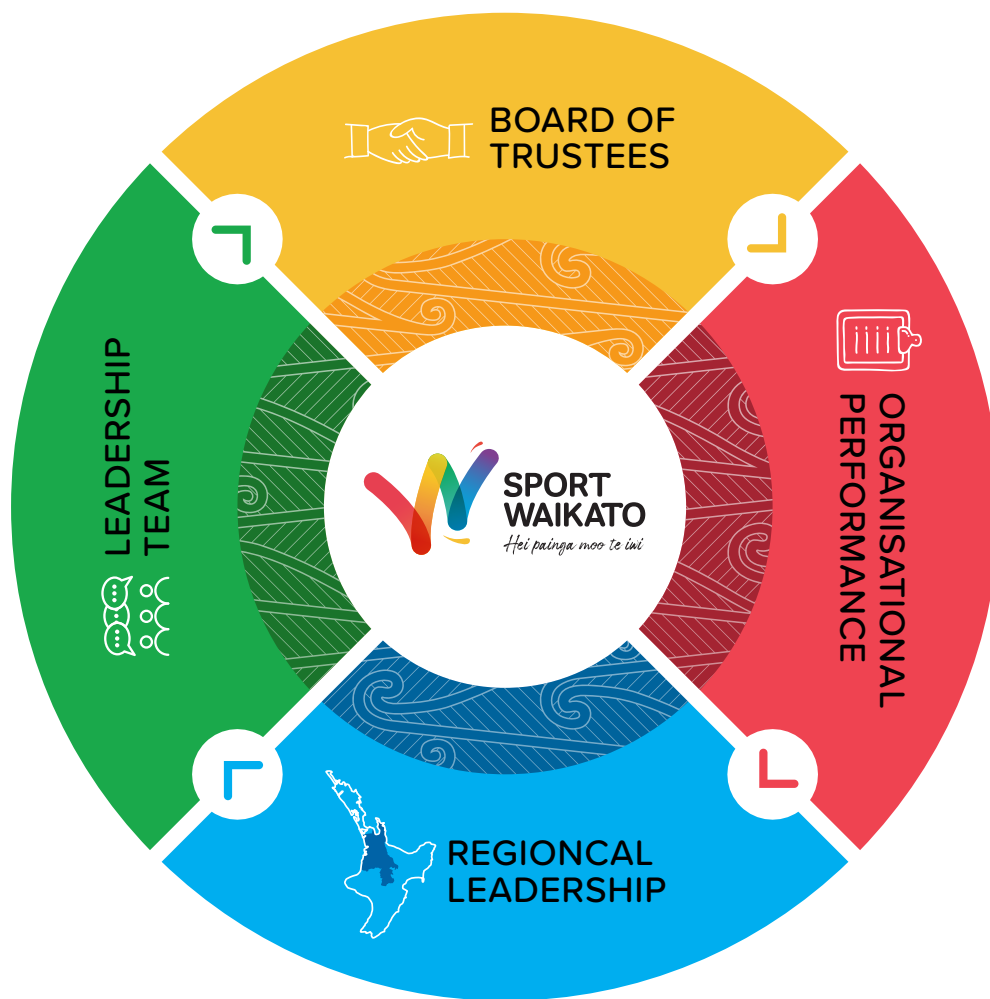 BOARD OF
TRUSTEES
ORGANISATIONAL
PERFORMANCE
REGIONCAL
LEADERSHIP
LEADERSHIP
TEAM
SPORT
WAIKATO
Hei painga moo te iwi